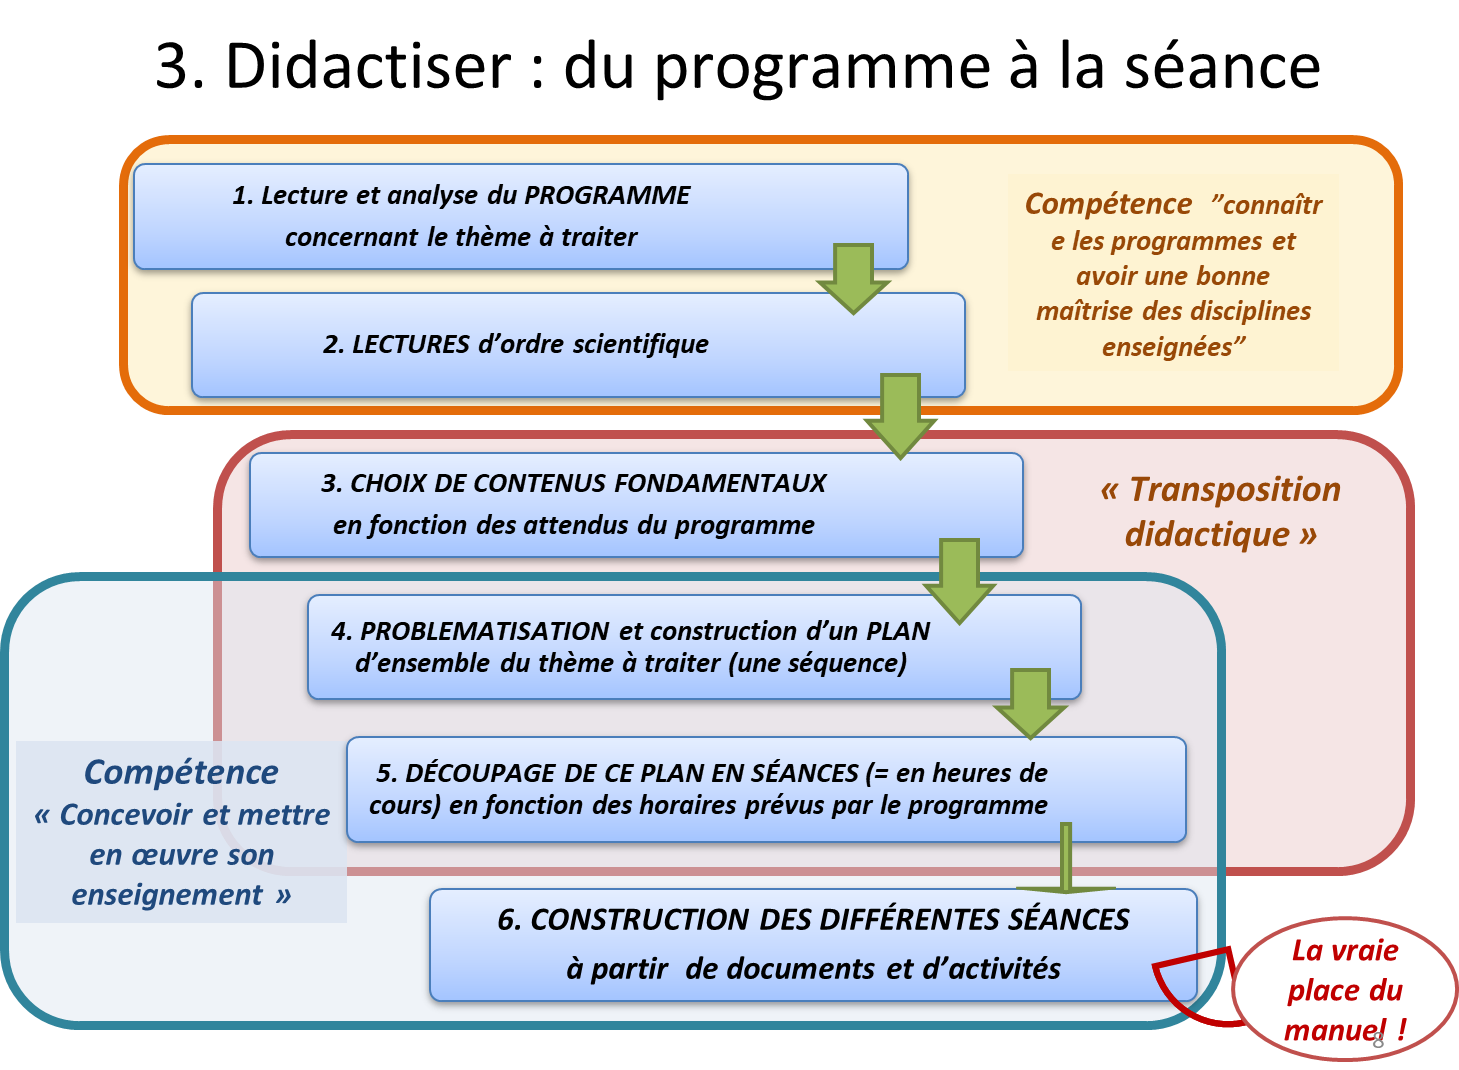 3. Didactiser : du programme à la séance
1. Lecture et analyse du PROGRAMME
concernant le thème à traiter
2. LECTURES d’ordre scientifique
Compétence ”connaîtr
e les programmes et
avoir une bonne
maîtrise des disciplines
enseignées”
3. CHOIX DE CONTENUS FONDAMENTAUX
en fonction des attendus du programme
« Transposition
didactique »
4. PROBLEMATISATION et construction d’un PLAN
d’ensemble du thème à traiter (une séquence)
5. DÉCOUPAGE DE CE PLAN EN SÉANCES (= en heures de
cours) en fonction des horaires prévus par le programme
Compétence
« Concevoir et mettre
en œuvre son
enseignement »
6. CONSTRUCTION DES DIFFÉRENTES SÉANCES
à partir de documents et d’activités
La vraie
place du
manuel !
8